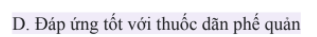 D. Đáp ứng tốt với thuốc dãn phế quản